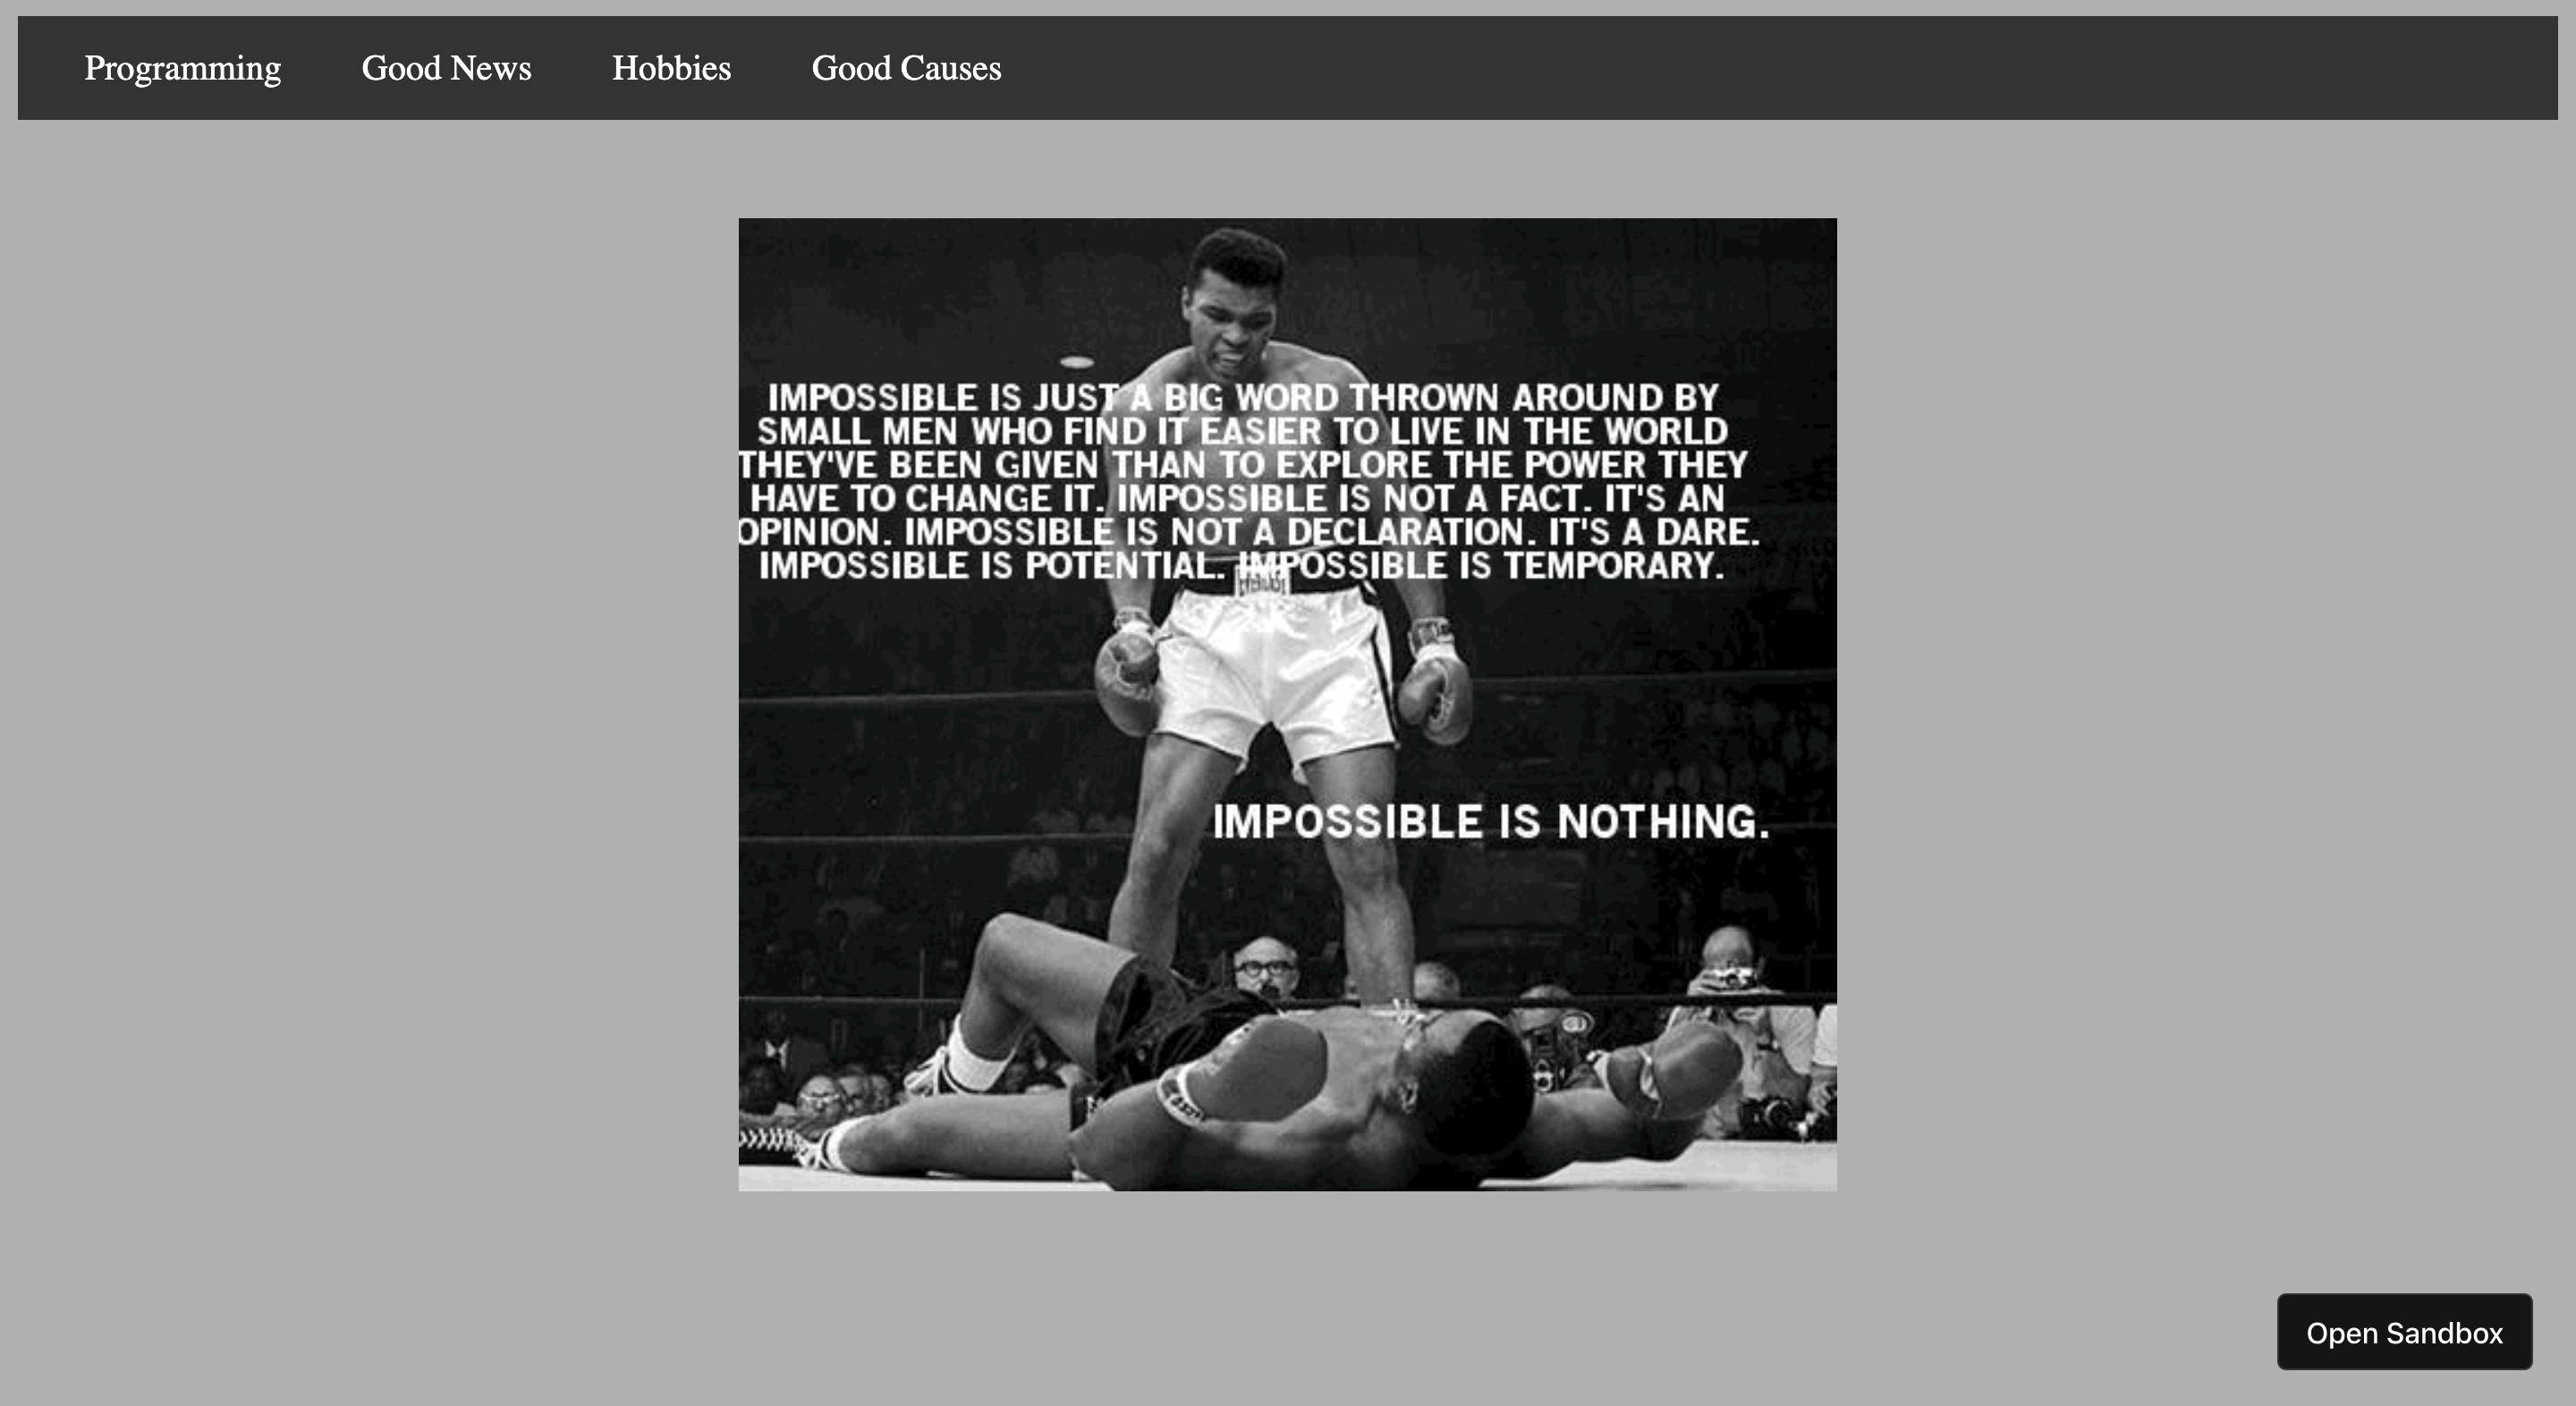 Programming
Good News
Hobbies
Good Causes
IMPOSSIBLE IS JUST A BIG WORD THROWN AROUND BY
SMALL MEN WHO FIND IT EASIER TO LIVE IN THE WORLD
THEY'VE BEEN GIVEN THAN TO EXPLORE THE POWER THEY
HAVE TO CHANGE IT. IMPOSSIBLE IS NOT A FACT. IT'S AN
OPINION. IMPOSSIBLE IS NOT A DECLARATION. IT'S A DARE.
IMPOSSIBLE IS POTENTIAL. IMPOSSIBLE IS TEMPORARY.
IMPOSSIBLE IS NOTHING.
Open Sandbox